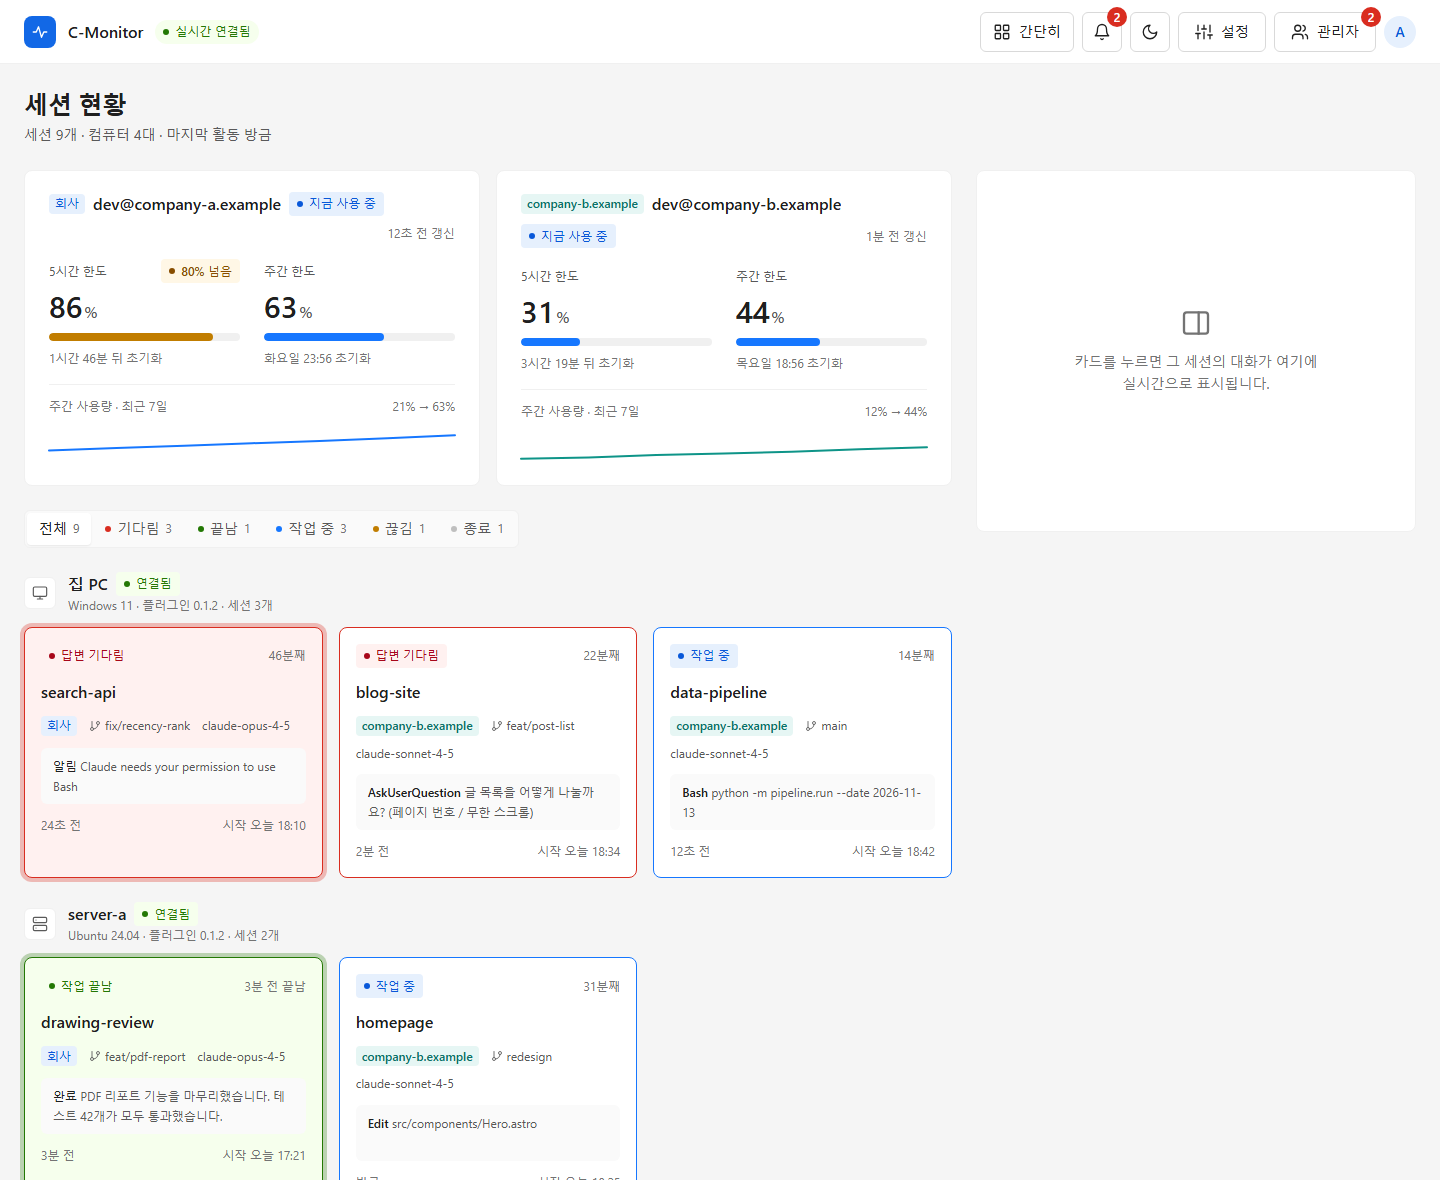 C-Monitor
실시간 연결됨
간단히
2
설정
관리자
2
A
세션 현황
세션 9개 · 컴퓨터 4대 · 마지막 활동 방금
회사 dev@company-a.example 지금 사용 중
12초 전 갱신
5시간 한도 80% 넘음
86%
1시간 46분 뒤 초기화
주간 한도
63%
화요일 23:56 초기화
주간 사용량 · 최근 7일 21% → 63%
company-b.example dev@company-b.example
지금 사용 중 1분 전 갱신
5시간 한도
31%
3시간 19분 뒤 초기화
주간 한도
44%
목요일 18:56 초기화
주간 사용량 · 최근 7일 12% → 44%
카드를 누르면 그 세션의 대화가 여기에
실시간으로 표시됩니다.
전체 9 기다림 3 끝남 1 작업 중 3 끊김 1 종료 1
집 PC 연결됨
Windows 11 · 플러그인 0.1.2 · 세션 3개
답변 기다림 46분째
search-api
회사 fix/recency-rank claude-opus-4-5
알림 Claude needs your permission to use
Bash
24초 전 시작 오늘 18:10
답변 기다림 22분째
blog-site
company-b.example feat/post-list
claude-sonnet-4-5
AskUserQuestion 글 목록을 어떻게 나눌까
요? (페이지 번호 / 무한 스크롤)
2분 전 시작 오늘 18:34
작업 중 14분째
data-pipeline
company-b.example main
claude-sonnet-4-5
Bash python -m pipeline.run --date 2026-11-
13
12초 전 시작 오늘 18:42
server-a 연결됨
Ubuntu 24.04 · 플러그인 0.1.2 · 세션 2개
작업 끝남 3분 전 끝남
drawing-review
회사 feat/pdf-report claude-opus-4-5
완료 PDF 리포트 기능을 마무리했습니다. 테
스트 42개가 모두 통과했습니다.
3분 전 시작 오늘 17:21
작업 중 31분째
homepage
company-b.example redesign
claude-sonnet-4-5
Edit src/components/Hero.astro